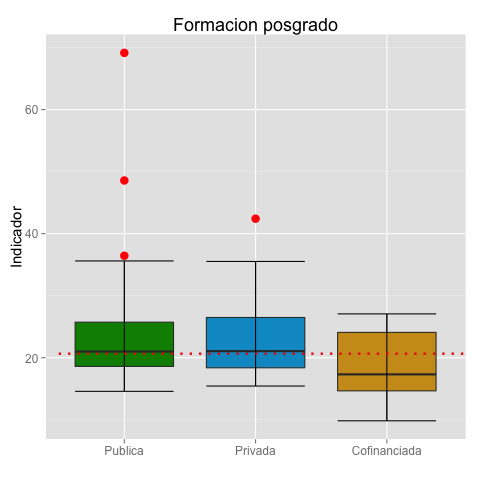 Formacion posgrado
Indicador
60
40
20
Publica
Privada
Cofinanciada